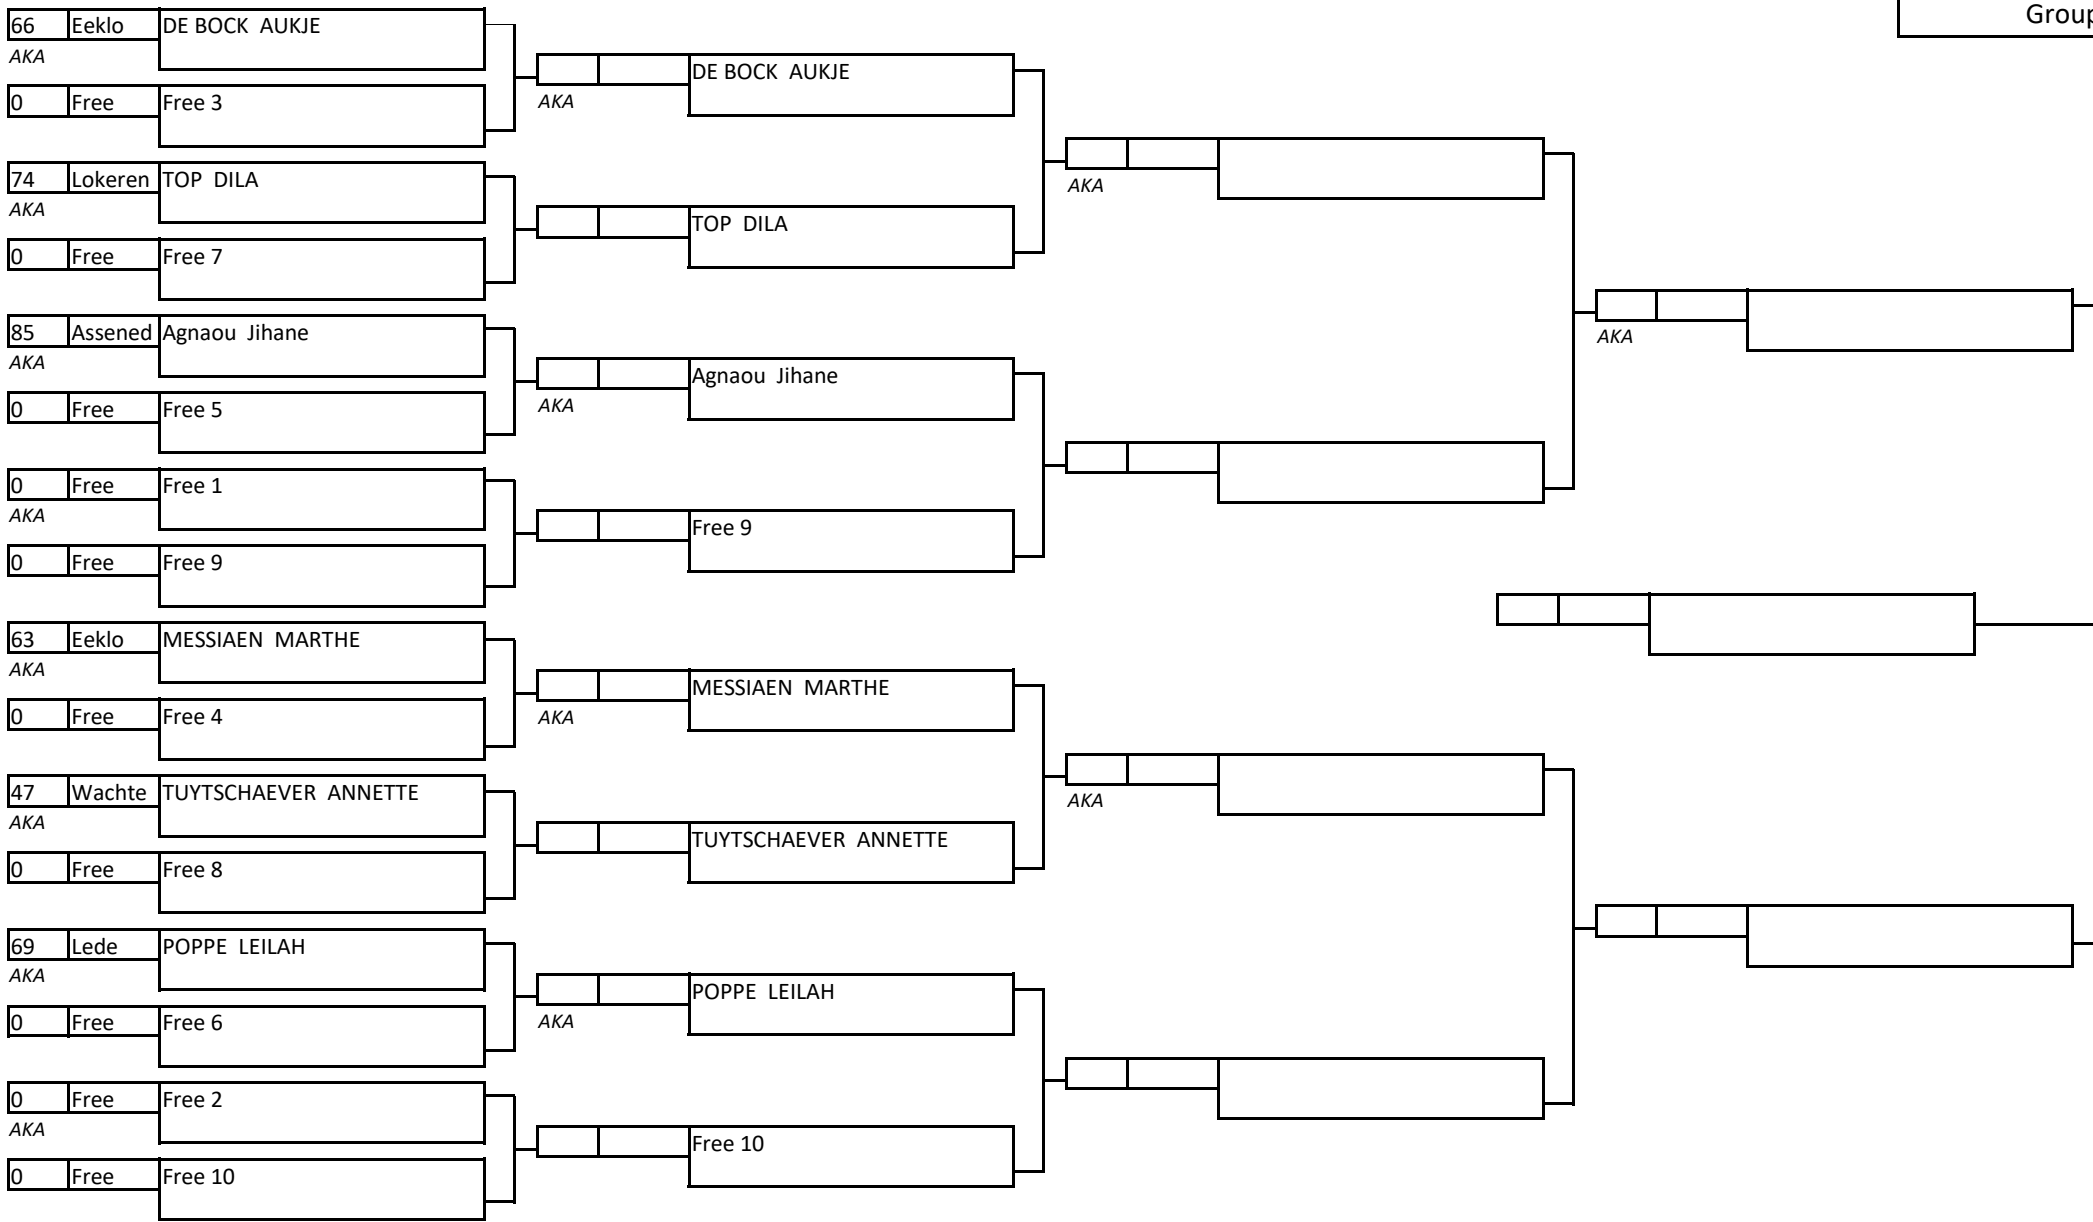 Group
66 Eeklo DE BOCK AUKJE
AKA
0 Free Free 3
74 Lokeren TOP DILA
AKA
0 Free Free 7
85 Assened Agnaou Jihane
AKA
0 Free Free 5
0 Free Free 1
AKA
0 Free Free 9
63 Eeklo MESSIAEN MARTHE
AKA
0 Free Free 4
47 Wachte TUYTSCHAEVER ANNETTE
AKA
0 Free Free 8
69 Lede POPPE LEILAH
AKA
0 Free Free 6
0 Free Free 2
AKA
0 Free Free 10
DE BOCK AUKJE
AKA
TOP DILA
Agnaou Jihane
AKA
Free 9
MESSIAEN MARTHE
AKA
TUYTSCHAEVER ANNETTE
POPPE LEILAH
AKA
Free 10
AKA
AKA
AKA